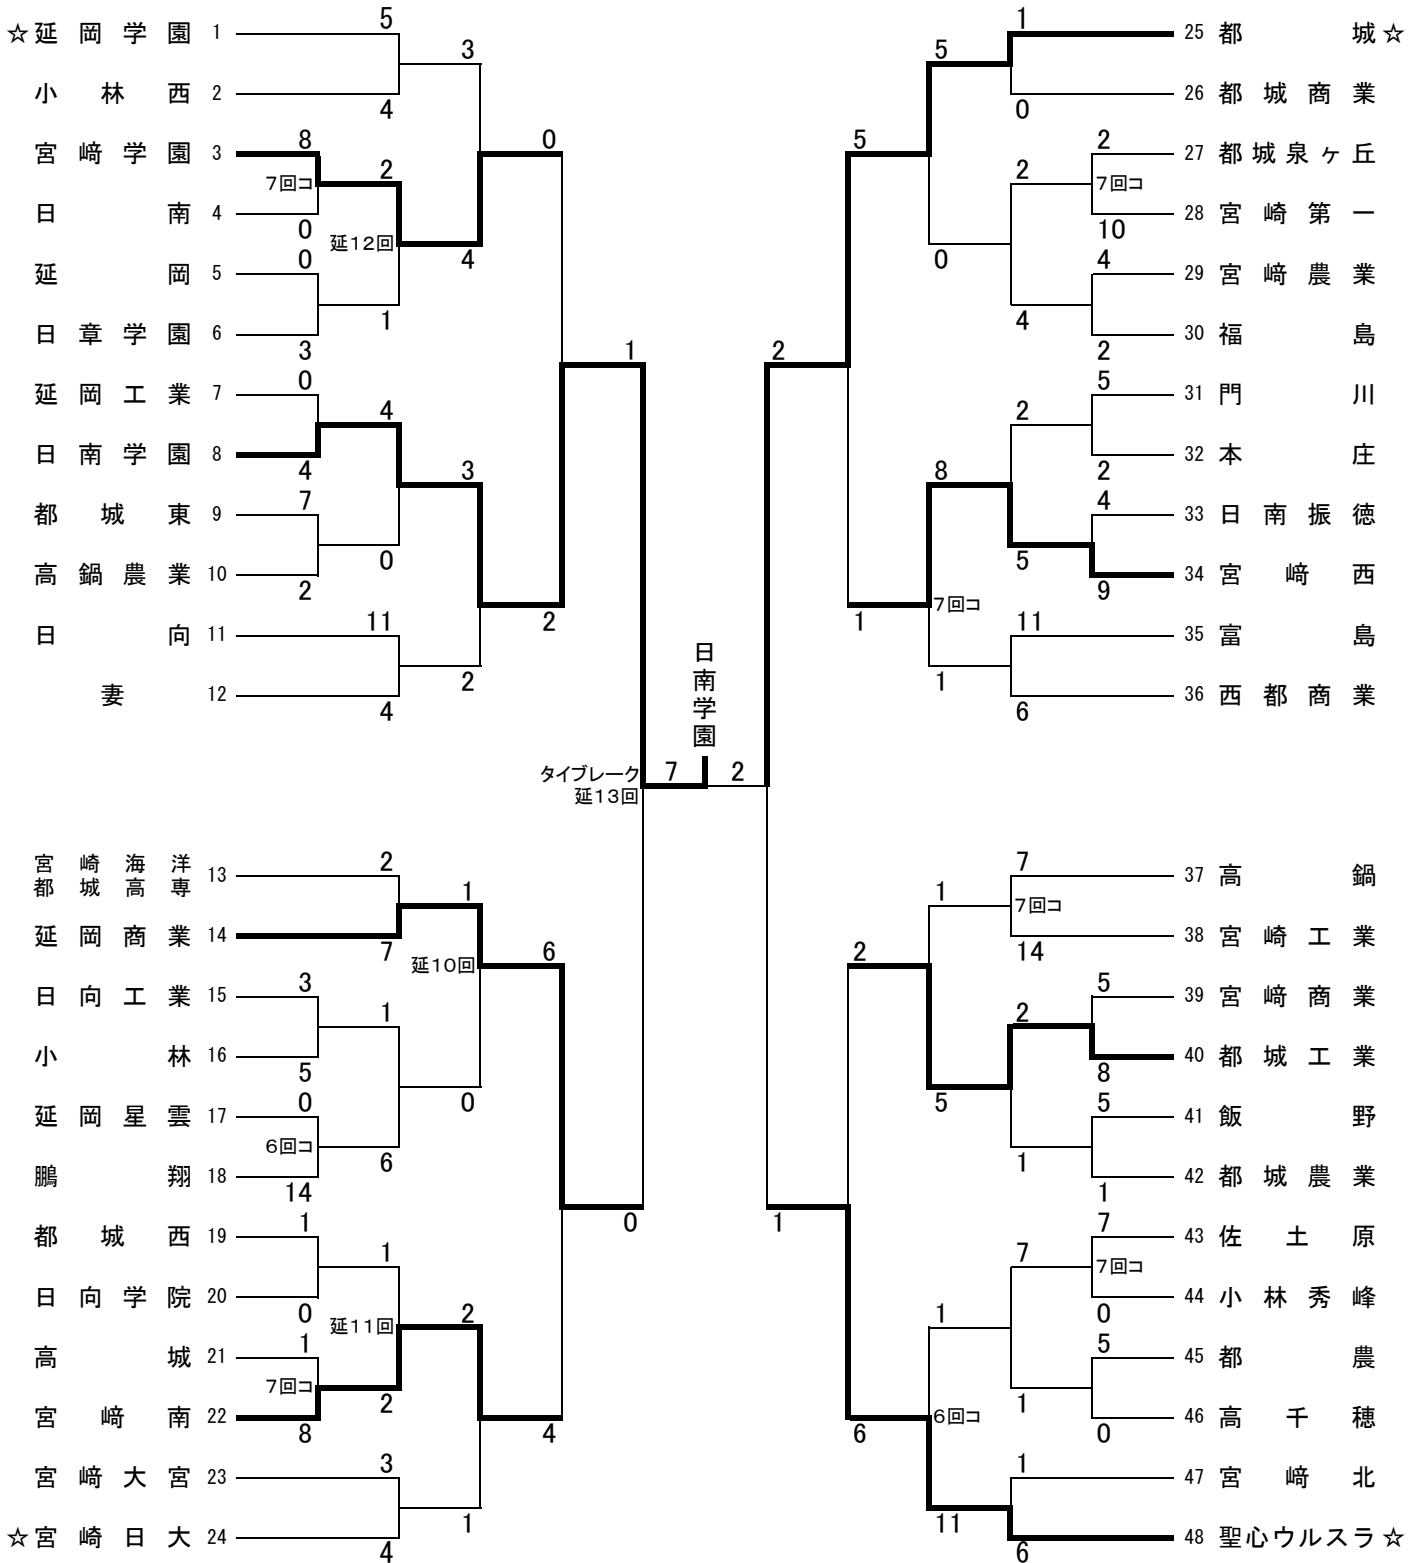 ☆延岡学園 1 5
3
小林西 2 4
宮﨑学園 3 8
7回コ 2
日南 4 0
延12回 4
0
延岡 5 0
1
日章学園 6 3
延岡工業 7 0
4
日南学園 8 4
3
都城東 9 7
0
高鍋農業 10 2
2
日向 11 11
2
妻 12 4
1
宮崎海洋
都城高専 13 2
1
延岡商業 14 7
延10回 6
日向工業 15 3
1
小林 16 5
0
延岡星雲 17 0
6回コ 6
鵬翔 18 14
0
都城西 19 1
1
日向学院 20 0
延11回 2
高城 21 1
7回コ 2
宮﨑南 22 8
4
宮﨑大宮 23 3
1
☆宮崎日大 24 4
日南学園
タイブレーク
延13回
7 2
1 25 都城☆
5
0 26 都城商業
5
2 27 都城泉ヶ丘
2 7回コ
10 28 宮崎第一
0
4 29 宮﨑農業
4
2 30 福島
2
5 31 門川
2
2 32 本庄
8
4 33 日南振徳
5
9 34 宮﨑西
1 7回コ
11 35 富島
1
6 36 西都商業
7 37 高鍋
1 7回コ
14 38 宮崎工業
2
5 39 宮﨑商業
2
8 40 都城工業
5
5 41 飯野
1
1 42 都城農業
1
7 43 佐土原
7 7回コ
0 44 小林秀峰
1
5 45 都農
1
0 46 高千穂
6 6回コ
1 47 宮﨑北
11
6 48 聖心ウルスラ☆